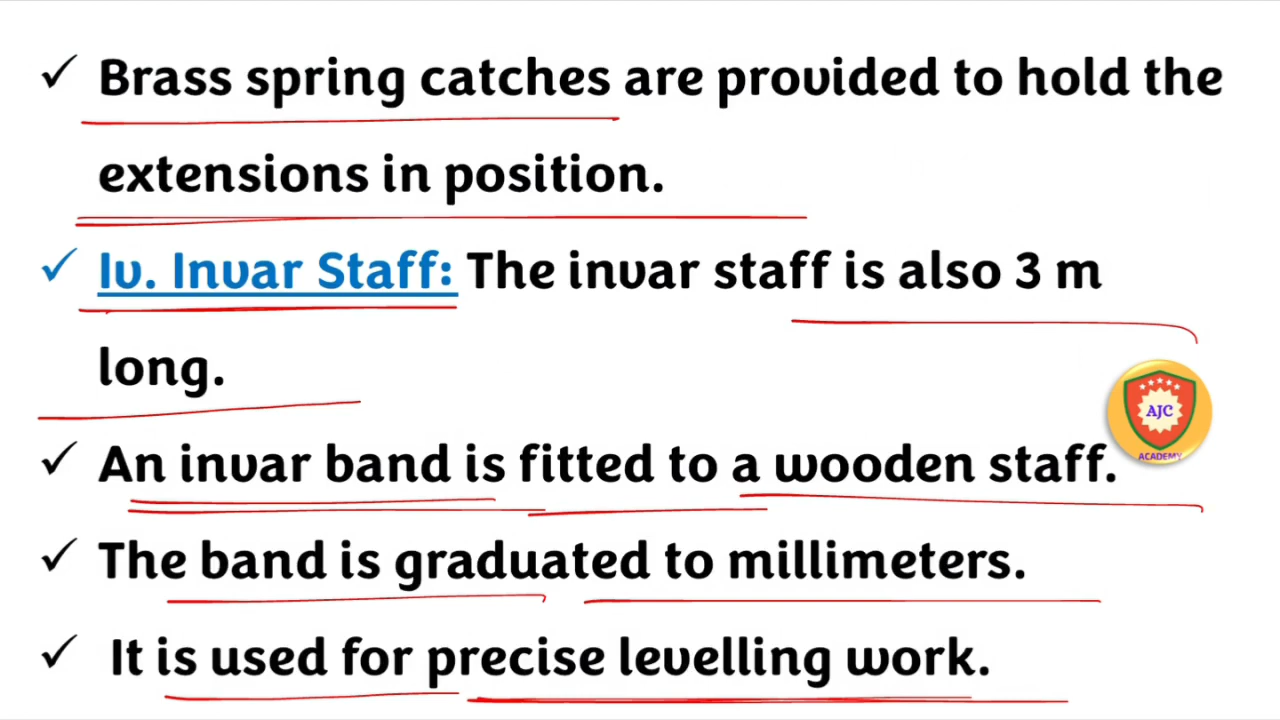 ✓ Brass spring catches are provided to hold the
extensions in position.
✓ Iv. Invar Staff: The invar staff is also 3 m
long.
AJC
ACADEMY
✓ An invar band is fitted to a wooden staff.
✓ The band is graduated to millimeters.
✓ It is used for precise levelling work.